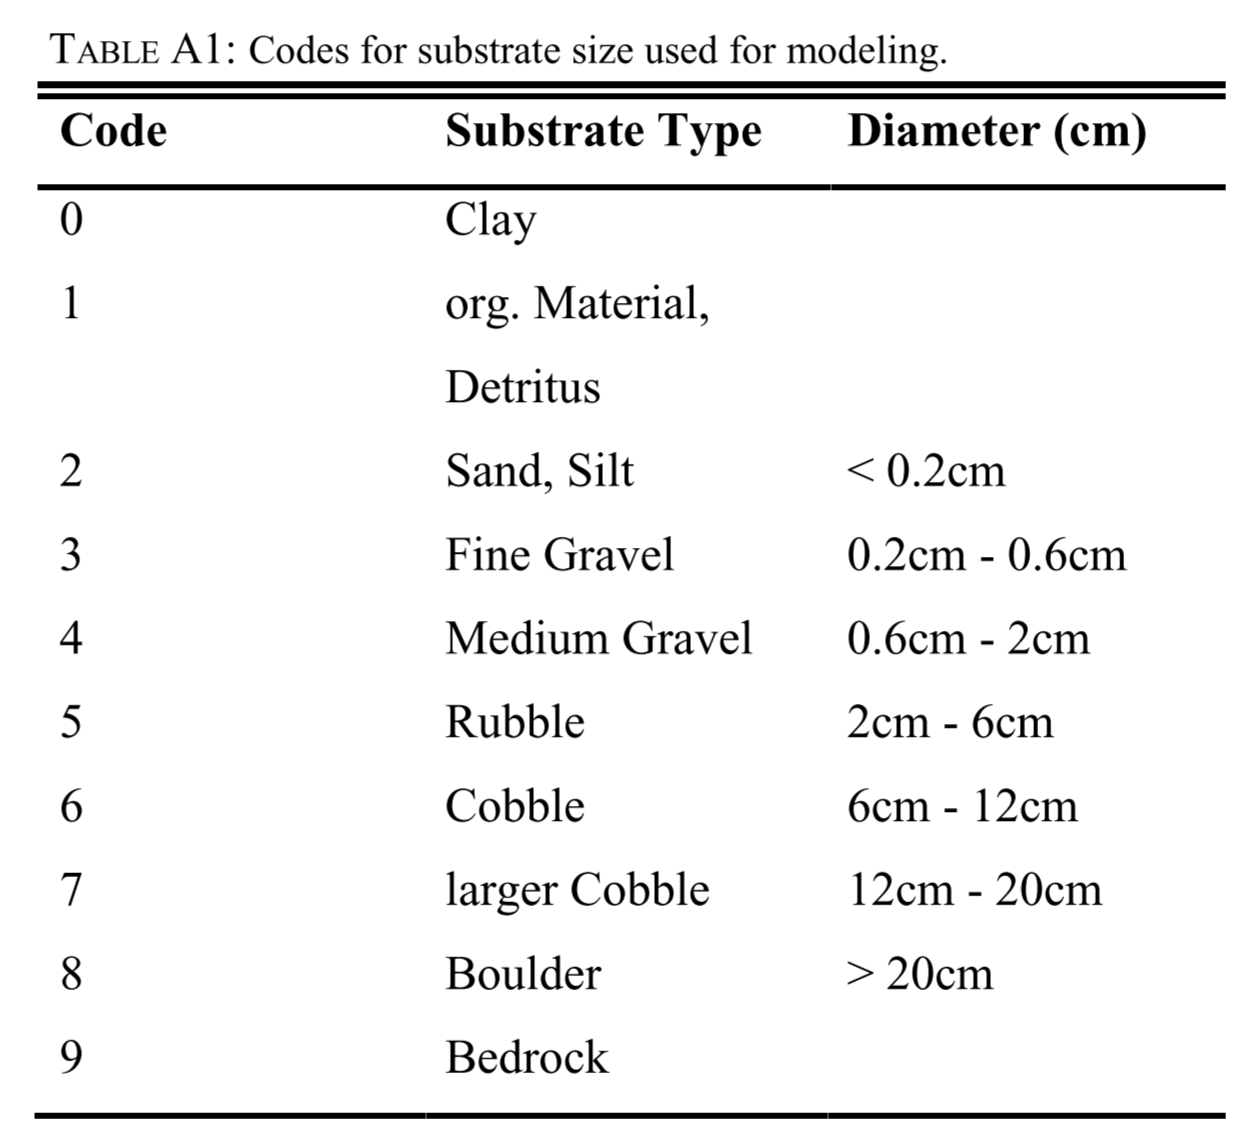 TABLE A1: Codes for substrate size used for modeling.
Code Substrate Type Diameter (cm)
0 Clay
1 org. Material,
Detritus
2 Sand, Silt < 0.2cm
3 Fine Gravel 0.2cm - 0.6cm
4 Medium Gravel 0.6cm - 2cm
5 Rubble 2cm - 6cm
6 Cobble 6cm - 12cm
7 larger Cobble 12cm - 20cm
8 Boulder > 20cm
9 Bedrock